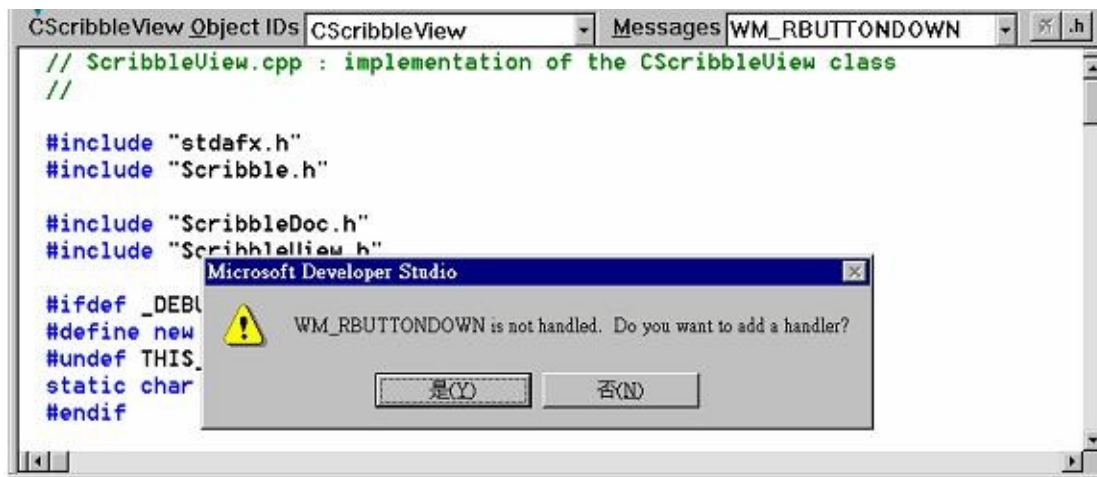 CScribbleView Object IDs CScribbleView Messages WM_RBUTTONDOWN .h
// ScribbleView.cpp : implementation of the CScribbleView class
//
#include "stdafx.h"
#include "Scribble.h"
#include "ScribbleDoc.h"
#include "ScribbleView.h"
Microsoft Developer Studio
#ifdef _DEBU
#define new
#undef THIS_
static char
#endif
WM_RBUTTONDOWN is not handled. Do you want to add a handler?
是(Y) 否(N)